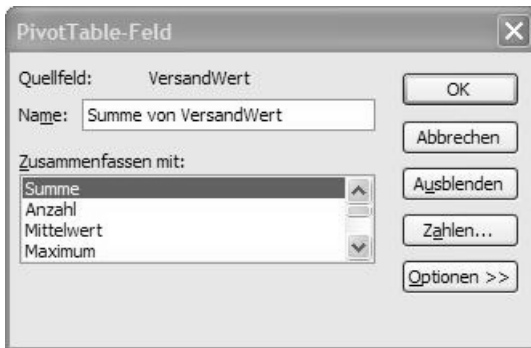 PivotTable-Feld
Quellfeld: VersandWert
Name: Summe von VersandWert
Zusammenfassen mit:
Summe
Anzahl
Mittelwert
Maximum
OK
Abbrechen
Ausblenden
Zahlen...
Optionen >>